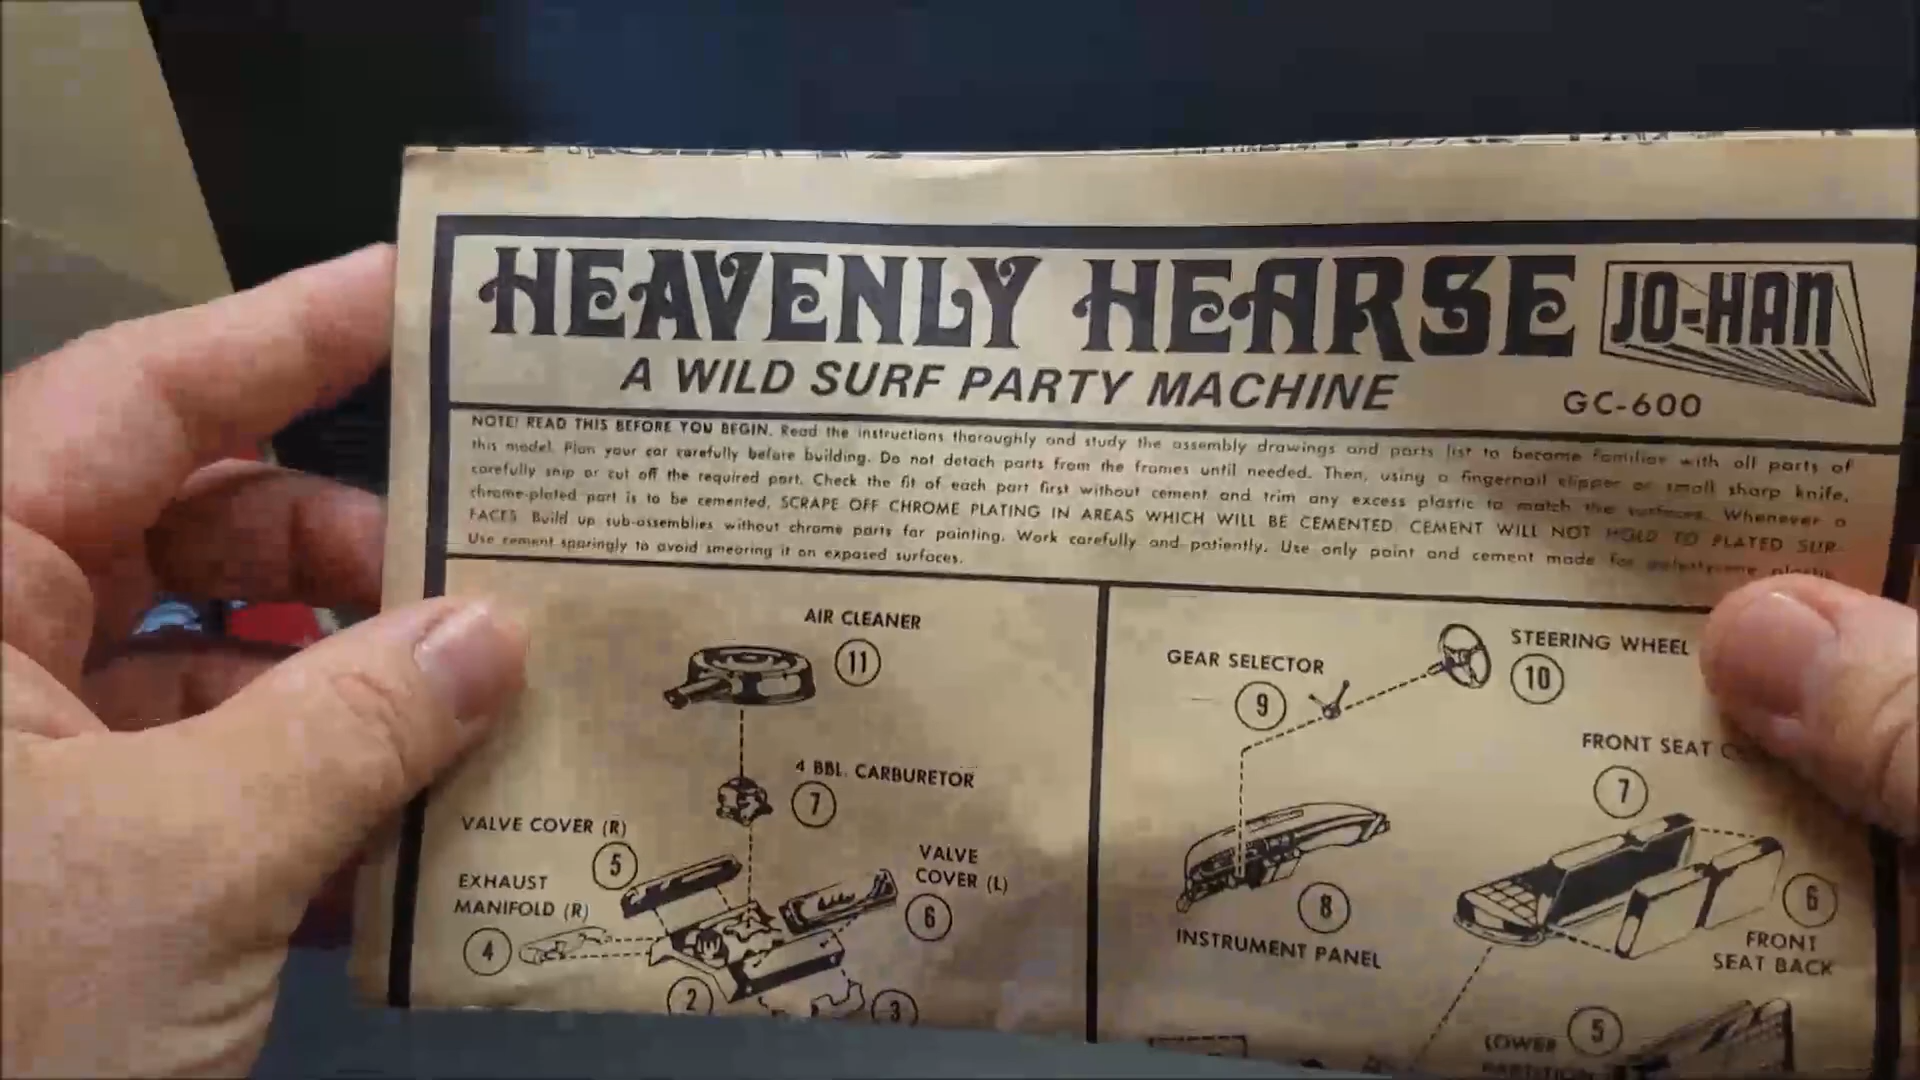 HEAVENLY HEARSE
JO-HAN
A WILD SURF PARTY MACHINE
GC-600
NOTE! READ THIS BEFORE YOU BEGIN. Read the instructions thoroughly and study the assembly drawings and parts list to become familiar with all parts of
this model. Plan your car carefully before building. Do not detach parts from the frames until needed. Then, using a fingernail clipper or small sharp knife,
carefully snip or cut off the required part. Check the fit of each part first without cement and trim any excess plastic to match the surfaces. Whenever a
chrome-plated part is to be cemented, SCRAPE OFF CHROME PLATING IN AREAS WHICH WILL BE CEMENTED. CEMENT WILL NOT HOLD TO PLATED SUR-
FACES. Build up sub-assemblies without chrome parts for painting. Work carefully and patiently. Use only paint and cement made for polystyrene plastic.
Use cement sparingly to avoid smearing it on exposed surfaces.
AIR CLEANER
11
4 BBL. CARBURETOR
7
VALVE COVER (R)
5
EXHAUST
MANIFOLD (R)
4
VALVE
COVER (L)
6
2
3
GEAR SELECTOR
9
STEERING WHEEL
10
FRONT SEAT
7
8
INSTRUMENT PANEL
6
FRONT
SEAT BACK
5
LOWER
PARTITION